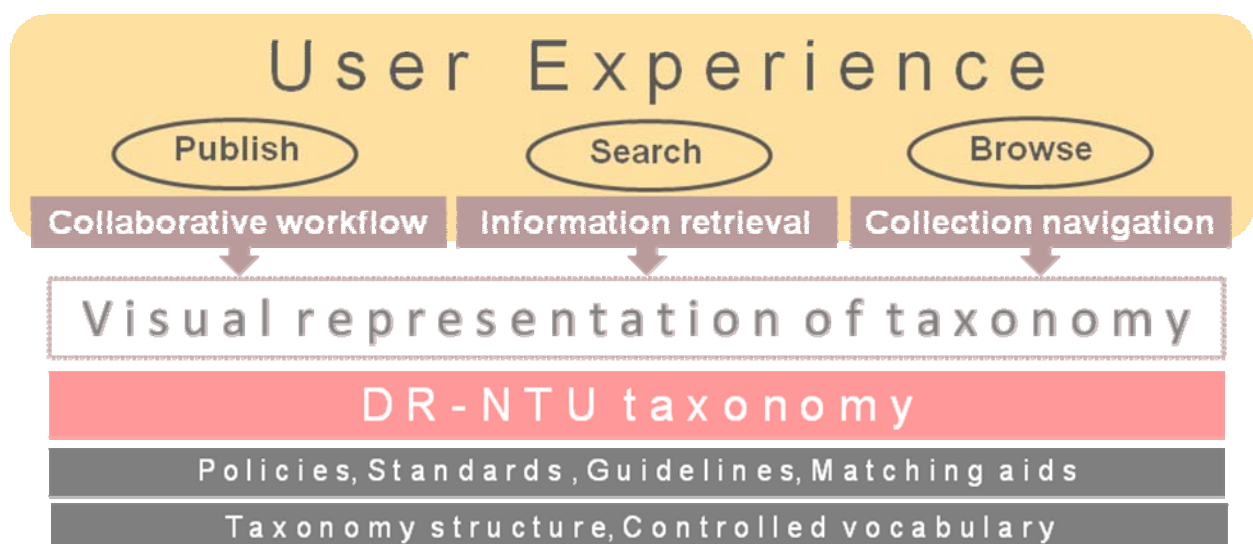 User Experience
Publish Search Browse
Collaborative workflow Information retrieval Collection navigation
Visual representation of taxonomy
DR-NTU taxonomy
Policies, Standards ,Guidelines, Matching aids
Taxonomy structure, Controlled vocabulary